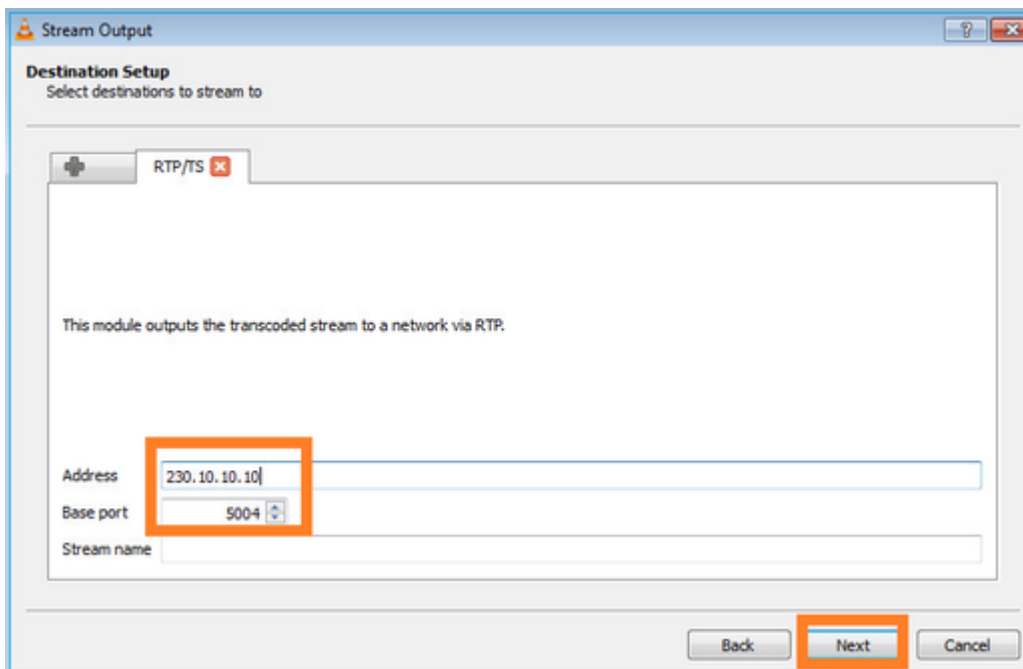 Stream Output
Destination Setup
Select destinations to stream to
RTP/TS
This module outputs the transcoded stream to a network via RTP.
Address 230.10.10.10
Base port 5004
Stream name
Back Next Cancel